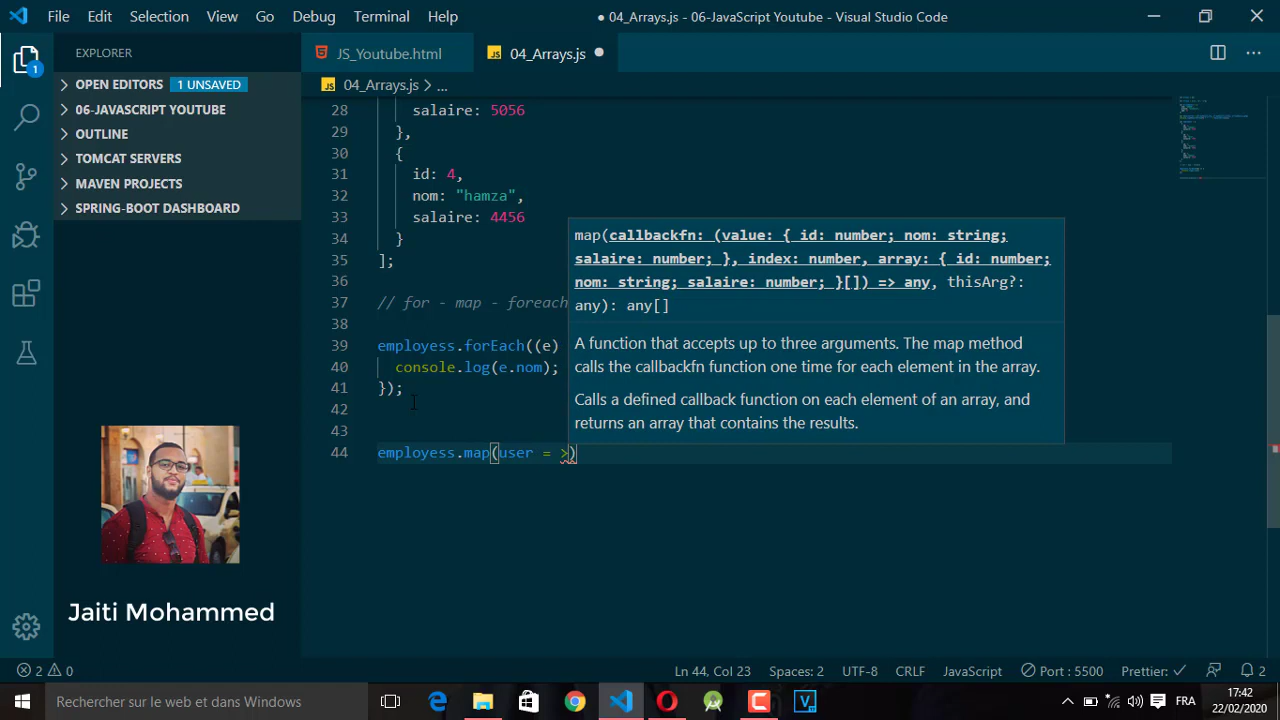 File Edit Selection View Go Debug Terminal Help
● 04_Arrays.js - 06-JavaScript Youtube - Visual Studio Code
EXPLORER
JS_Youtube.html
JS 04_Arrays.js
1
OPEN EDITORS 1 UNSAVED
06-JAVASCRIPT YOUTUBE
OUTLINE
TOMCAT SERVERS
MAVEN PROJECTS
SPRING-BOOT DASHBOARD
JS 04_Arrays.js > ...
28 salaire: 5056
29 },
30 {
31 id: 4,
32 nom: "hamza",
33 salaire: 4456
34 }
35 ];
36
37 // for - map - foreach
38
39 employess.forEach((e)
40 console.log(e.nom);
41 });
42
43
44 employess.map(user = >)
map(callbackfn: (value: { id: number; nom: string;
salaire: number; }, index: number, array: { id: number;
nom: string; salaire: number; }[]) => any, thisArg?:
any): any[]
A function that accepts up to three arguments. The map method
calls the callbackfn function one time for each element in the array.
Calls a defined callback function on each element of an array, and
returns an array that contains the results.
Jaiti Mohammed
2 0
Ln 44, Col 23 Spaces: 2 UTF-8 CRLF JavaScript Port : 5500 Prettier: ✓ 2
Rechercher sur le web et dans Windows
FRA
17:42
22/02/2020